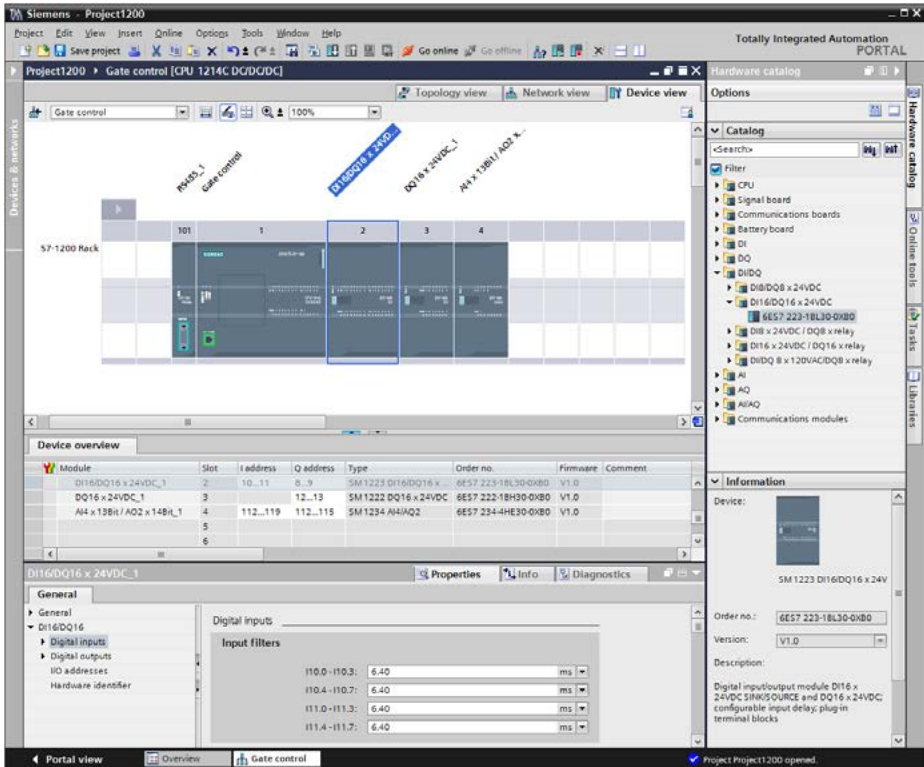 Siemens - Project1200
Project Edit View Insert Online Options Tools Window Help
Totally Integrated Automation
PORTAL
Save project Go online Go offline
Project1200 Gate control [CPU 1214C DC/DC/DC]
Hardware catalog
Topology view Network view Device view
Options
Gate control 100%
Devices & networks
RS485_1
Gate control
DI16/DQ16 x 24VD...
DQ16 x 24VDC_1
AI4 x 13Bit / AO2 x...
101 1 2 3 4
S7-1200 Rack
SIEMENS
Catalog
<Search>
Filter
CPU
Signal board
Communications boards
Battery board
DI
DQ
DI/DQ
DI8/DQ8 x 24VDC
DI16/DQ16 x 24VDC
6ES7 223-1BL30-0XB0
DI8 x 24VDC / DQ8 x relay
DI16 x 24VDC / DQ16 x relay
DI/DQ 8 x 120VAC/DQ8 x relay
AI
AQ
AI/AQ
Communications modules
Hardware catalog
Online tools
Tasks
Libraries
Device overview
Module Slot I address Q address Type Order no. Firmware Comment
DI16/DQ16 x 24VDC_1 2 10...11 8...9 SM 1223 DI16/DQ16 x... 6ES7 223-1BL30-0XB0 V1.0
DQ16 x 24VDC_1 3 12...13 SM 1222 DQ16 x 24VDC 6ES7 222-1BH30-0XB0 V1.0
AI4 x 13Bit / AO2 x 14Bit_1 4 112...119 112...115 SM 1234 AI4/AQ2 6ES7 234-4HE30-0XB0 V1.0
5
6
DI16/DQ16 x 24VDC_1
Properties Info Diagnostics
General
General
DI16/DQ16
Digital inputs
Digital outputs
I/O addresses
Hardware identifier
Digital inputs
Input filters
I10.0 - I10.3: 6.40 ms
I10.4 - I10.7: 6.40 ms
I11.0 - I11.3: 6.40 ms
I11.4 - I11.7: 6.40 ms
Information
Device:
SM 1223 DI16/DQ16 x 24V
Order no.: 6ES7 223-1BL30-0XB0
Version: V1.0
Description:
Digital input/output module DI16 x
24VDC SINK/SOURCE and DQ16 x 24VDC;
configurable input delay; plug-in
terminal blocks
Portal view Overview Gate control
Project Project1200 opened.